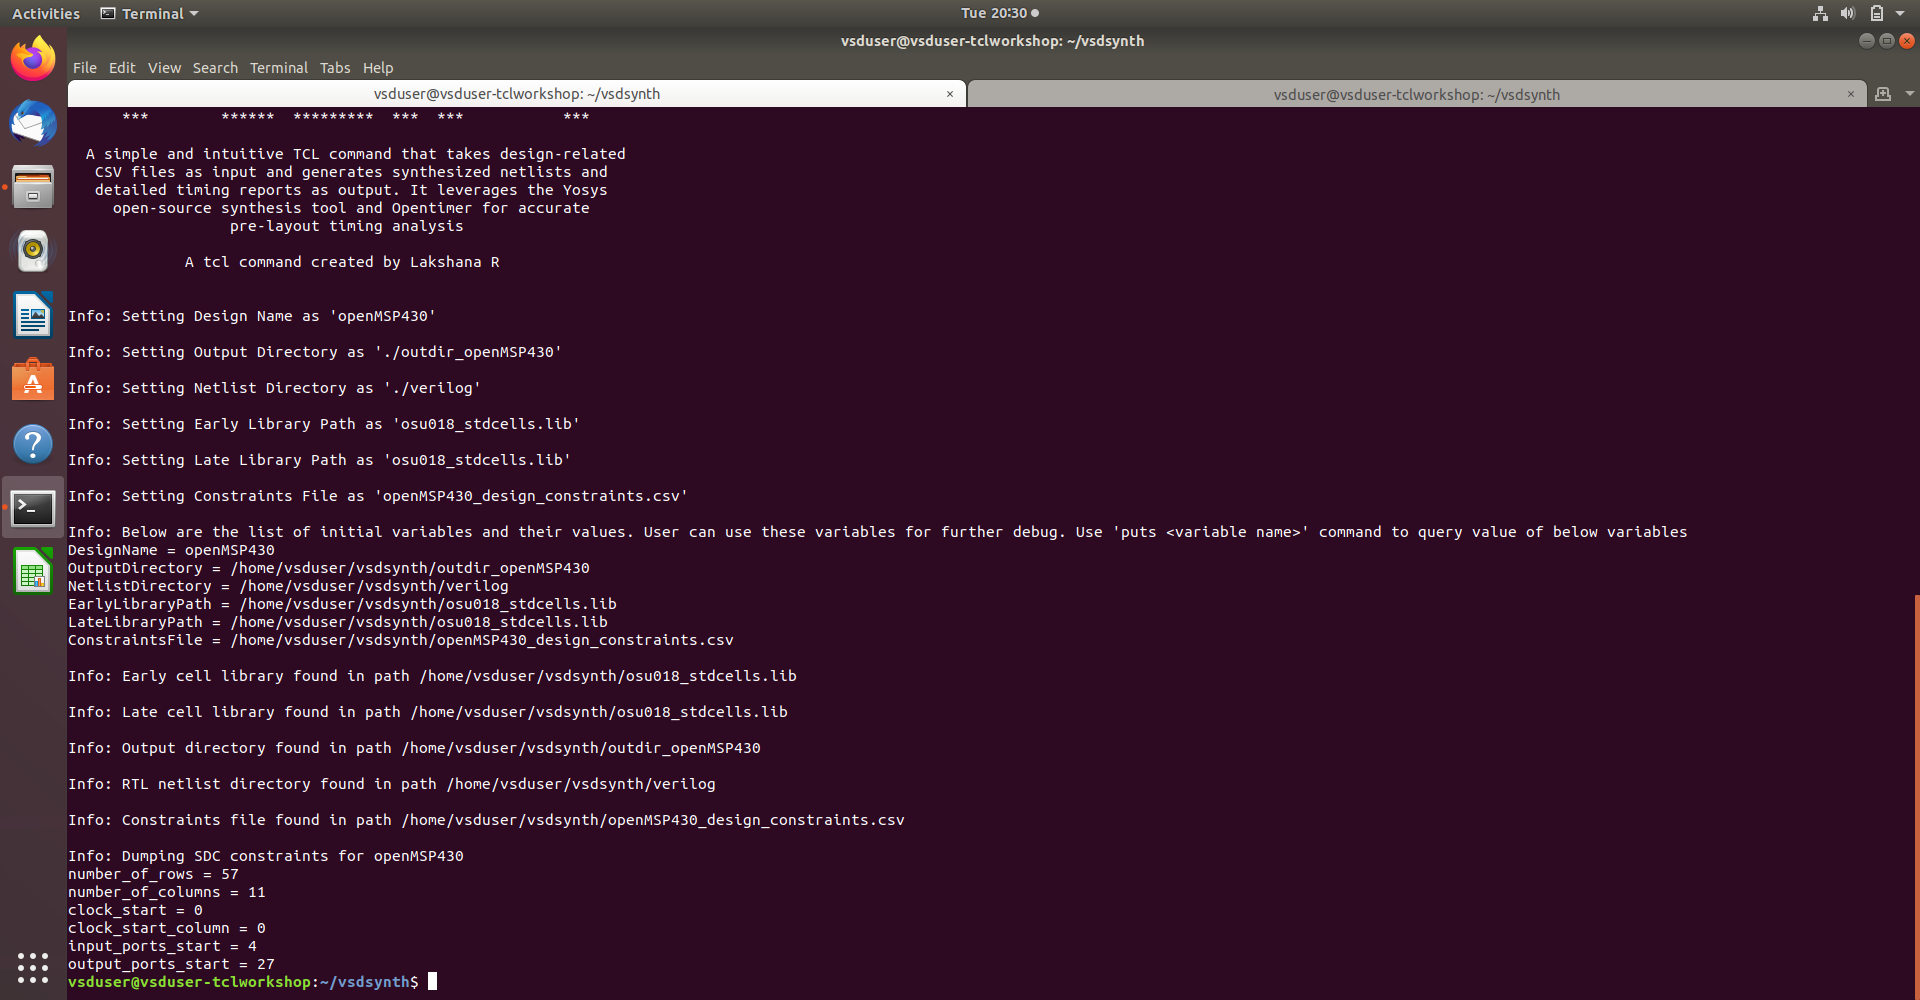 Activities Terminal Tue 20:30
vsduser@vsduser-tclworkshop: ~/vsdsynth
File Edit View Search Terminal Tabs Help
vsduser@vsduser-tclworkshop: ~/vsdsynth × vsduser@vsduser-tclworkshop: ~/vsdsynth ×
*** ****** ********* *** *** ***
A simple and intuitive TCL command that takes design-related
CSV files as input and generates synthesized netlists and
detailed timing reports as output. It leverages the Yosys
open-source synthesis tool and Opentimer for accurate
pre-layout timing analysis
A tcl command created by Lakshana R
Info: Setting Design Name as 'openMSP430'
Info: Setting Output Directory as './outdir_openMSP430'
Info: Setting Netlist Directory as './verilog'
Info: Setting Early Library Path as 'osu018_stdcells.lib'
Info: Setting Late Library Path as 'osu018_stdcells.lib'
Info: Setting Constraints File as 'openMSP430_design_constraints.csv'
Info: Below are the list of initial variables and their values. User can use these variables for further debug. Use 'puts <variable name>' command to query value of below variables
DesignName = openMSP430
OutputDirectory = /home/vsduser/vsdsynth/outdir_openMSP430
NetlistDirectory = /home/vsduser/vsdsynth/verilog
EarlyLibraryPath = /home/vsduser/vsdsynth/osu018_stdcells.lib
LateLibraryPath = /home/vsduser/vsdsynth/osu018_stdcells.lib
ConstraintsFile = /home/vsduser/vsdsynth/openMSP430_design_constraints.csv
Info: Early cell library found in path /home/vsduser/vsdsynth/osu018_stdcells.lib
Info: Late cell library found in path /home/vsduser/vsdsynth/osu018_stdcells.lib
Info: Output directory found in path /home/vsduser/vsdsynth/outdir_openMSP430
Info: RTL netlist directory found in path /home/vsduser/vsdsynth/verilog
Info: Constraints file found in path /home/vsduser/vsdsynth/openMSP430_design_constraints.csv
Info: Dumping SDC constraints for openMSP430
number_of_rows = 57
number_of_columns = 11
clock_start = 0
clock_start_column = 0
input_ports_start = 4
output_ports_start = 27
vsduser@vsduser-tclworkshop:~/vsdsynth$